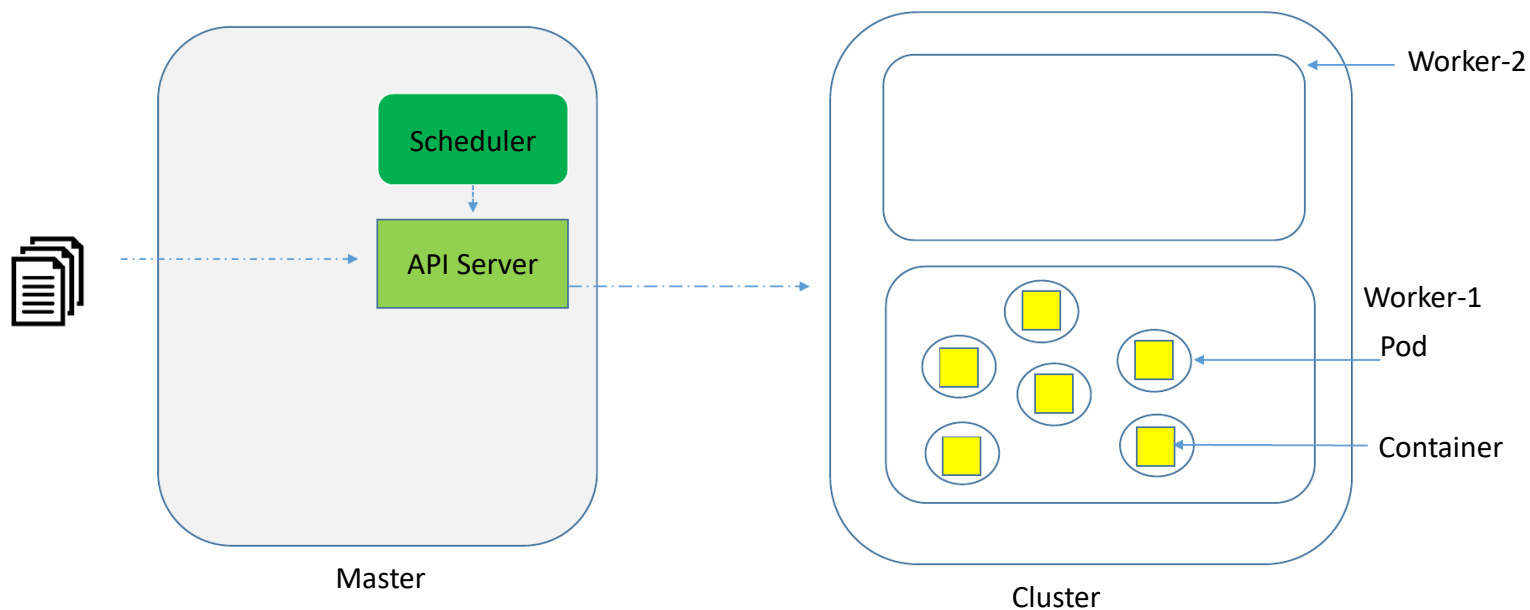 Worker-2
Scheduler
API Server
Worker-1
Pod
Container
Master
Cluster